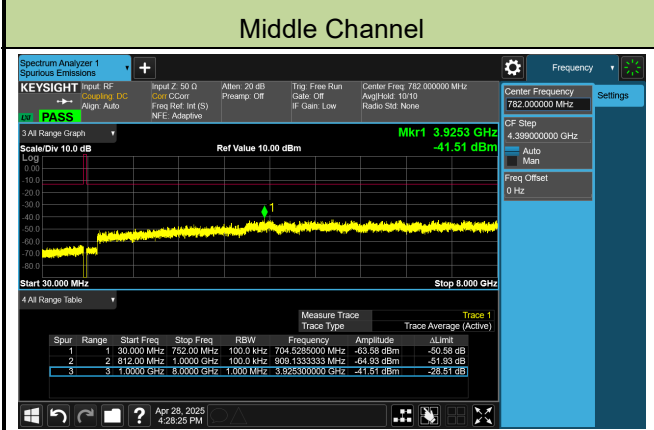 Middle Channel
Spectrum Analyzer 1
Spurious Emissions
Frequency
KEYSIGHT
Input: RF
Coupling: DC
Align: Auto
Input Z: 50 Ω
Corr CCorr
Freq Ref: Int (S)
NFE: Adaptive
Atten: 20 dB
Preamp: Off
Trig: Free Run
Gate: Off
IF Gain: Low
Center Freq: 782.000000 MHz
Avg|Hold: 10/10
Radio Std: None
LXI PASS
Center Frequency
782.000000 MHz
Settings
CF Step
4.399000000 GHz
Auto
Man
Freq Offset
0 Hz
3 All Range Graph
Mkr1 3.9253 GHz
Scale/Div 10.0 dB
Ref Value 10.00 dBm
-41.51 dBm
Log
0.00
-10.0
-20.0
-30.0
-40.0
-50.0
-60.0
-70.0
-80.0
1
Start 30.000 MHz
Stop 8.000 GHz
4 All Range Table
Measure Trace Trace 1
Trace Type Trace Average (Active)
Spur Range Start Freq Stop Freq RBW Frequency Amplitude ΔLimit
1 1 30.000 MHz 752.00 MHz 100.0 kHz 704.5285000 MHz -63.58 dBm -50.58 dB
2 2 812.00 MHz 1.0000 GHz 100.0 kHz 909.1333333 MHz -64.93 dBm -51.93 dB
3 3 1.0000 GHz 8.0000 GHz 1.000 MHz 3.925300000 GHz -41.51 dBm -28.51 dB
Apr 28, 2025
4:28:25 PM